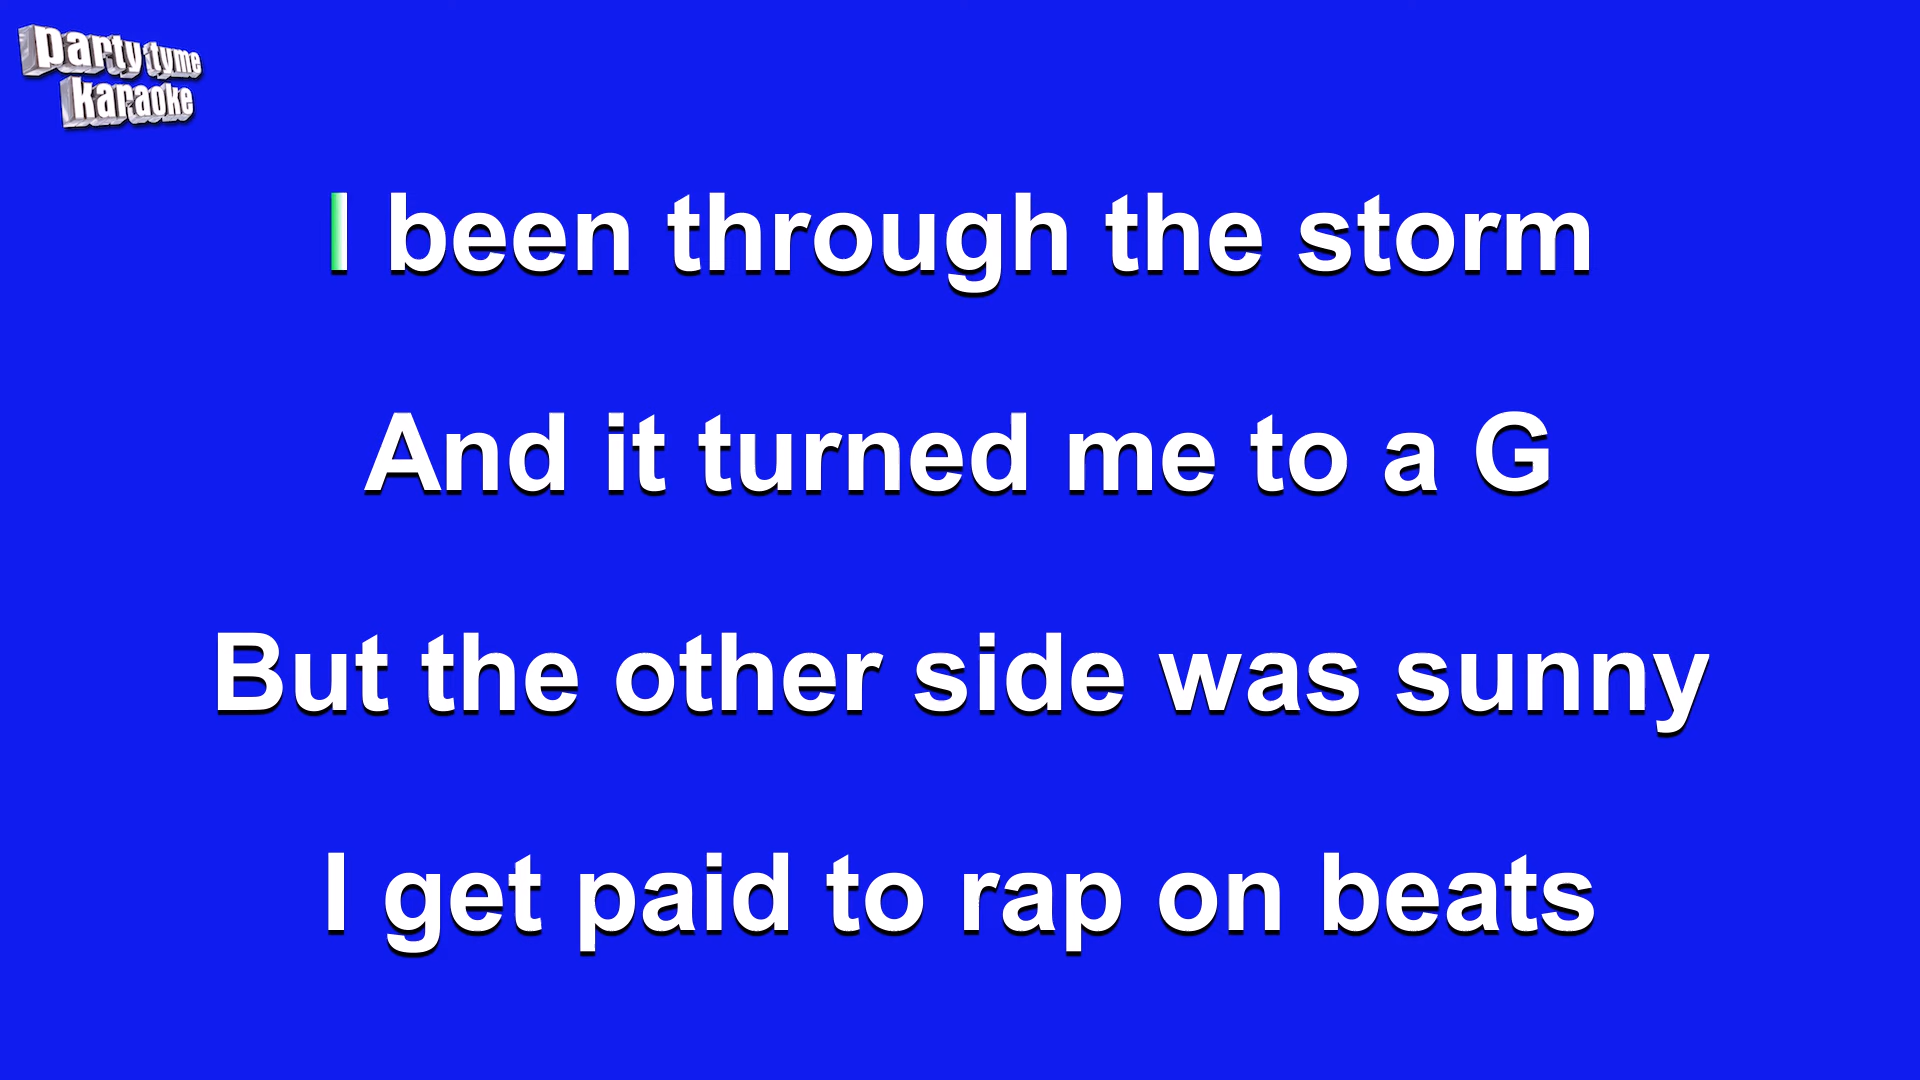 party tyme
karaoke
I been through the storm
And it turned me to a G
But the other side was sunny
I get paid to rap on beats